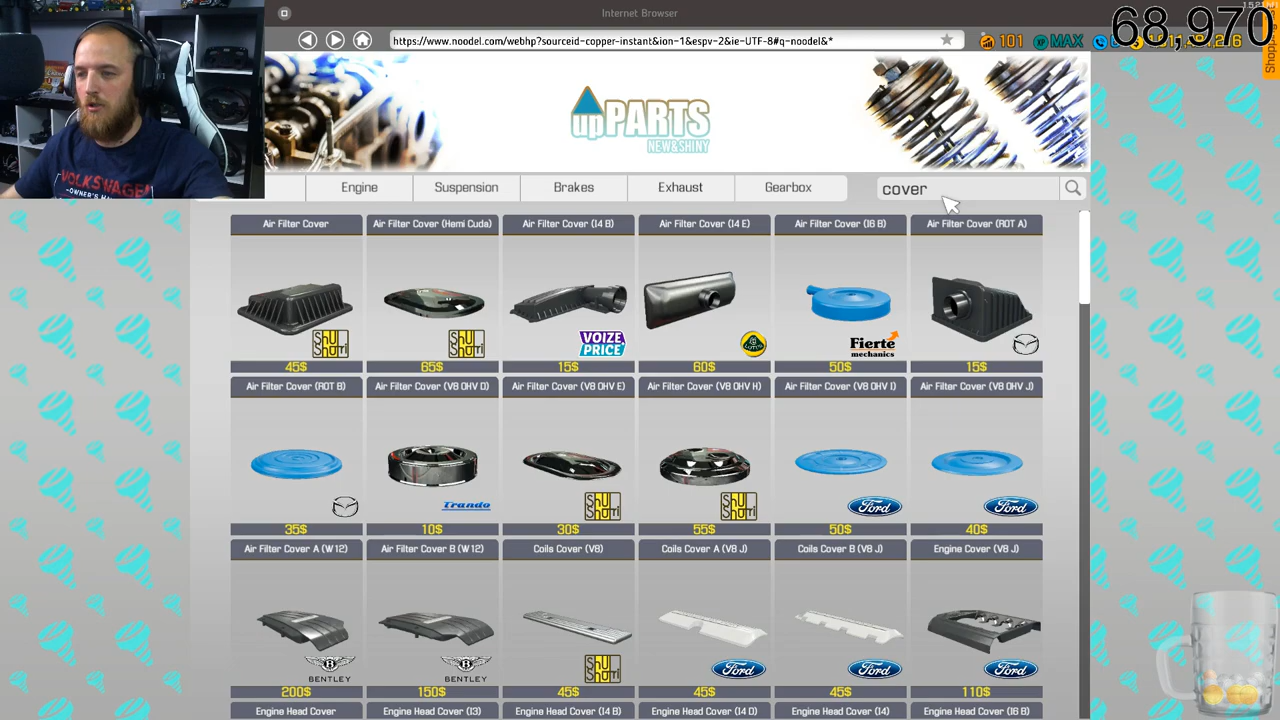 Internet Browser
https://www.noodel.com/webhp?sourceid-copper-instant&ion-1&espv-2&ie-UTF-8#q-noodel&*
101
MAX
68,970
upPARTS
NEW&SHINY
VOLKSWAGEN
OWNER'S
Engine
Suspension
Brakes
Exhaust
Gearbox
cover
Air Filter Cover
Air Filter Cover (Hemi Cuda)
Air Filter Cover (I4 B)
Air Filter Cover (I4 E)
Air Filter Cover (I6 B)
Air Filter Cover (ROT A)
VOIZE PRICE
LOTUS
Fierte mechanics
45$
65$
15$
60$
50$
15$
Air Filter Cover (ROT B)
Air Filter Cover (V8 OHV D)
Air Filter Cover (V8 OHV E)
Air Filter Cover (V8 OHV H)
Air Filter Cover (V8 OHV I)
Air Filter Cover (V8 OHV J)
Trando
Ford
Ford
35$
10$
30$
55$
50$
40$
Air Filter Cover A (W12)
Air Filter Cover B (W12)
Coils Cover (V8)
Coils Cover A (V8 J)
Coils Cover B (V8 J)
Engine Cover (V8 J)
BENTLEY
BENTLEY
Ford
Ford
Ford
200$
150$
45$
45$
45$
110$
Engine Head Cover
Engine Head Cover (I3)
Engine Head Cover (I4 B)
Engine Head Cover (I4 D)
Engine Head Cover (I4)
Engine Head Cover (I6 B)